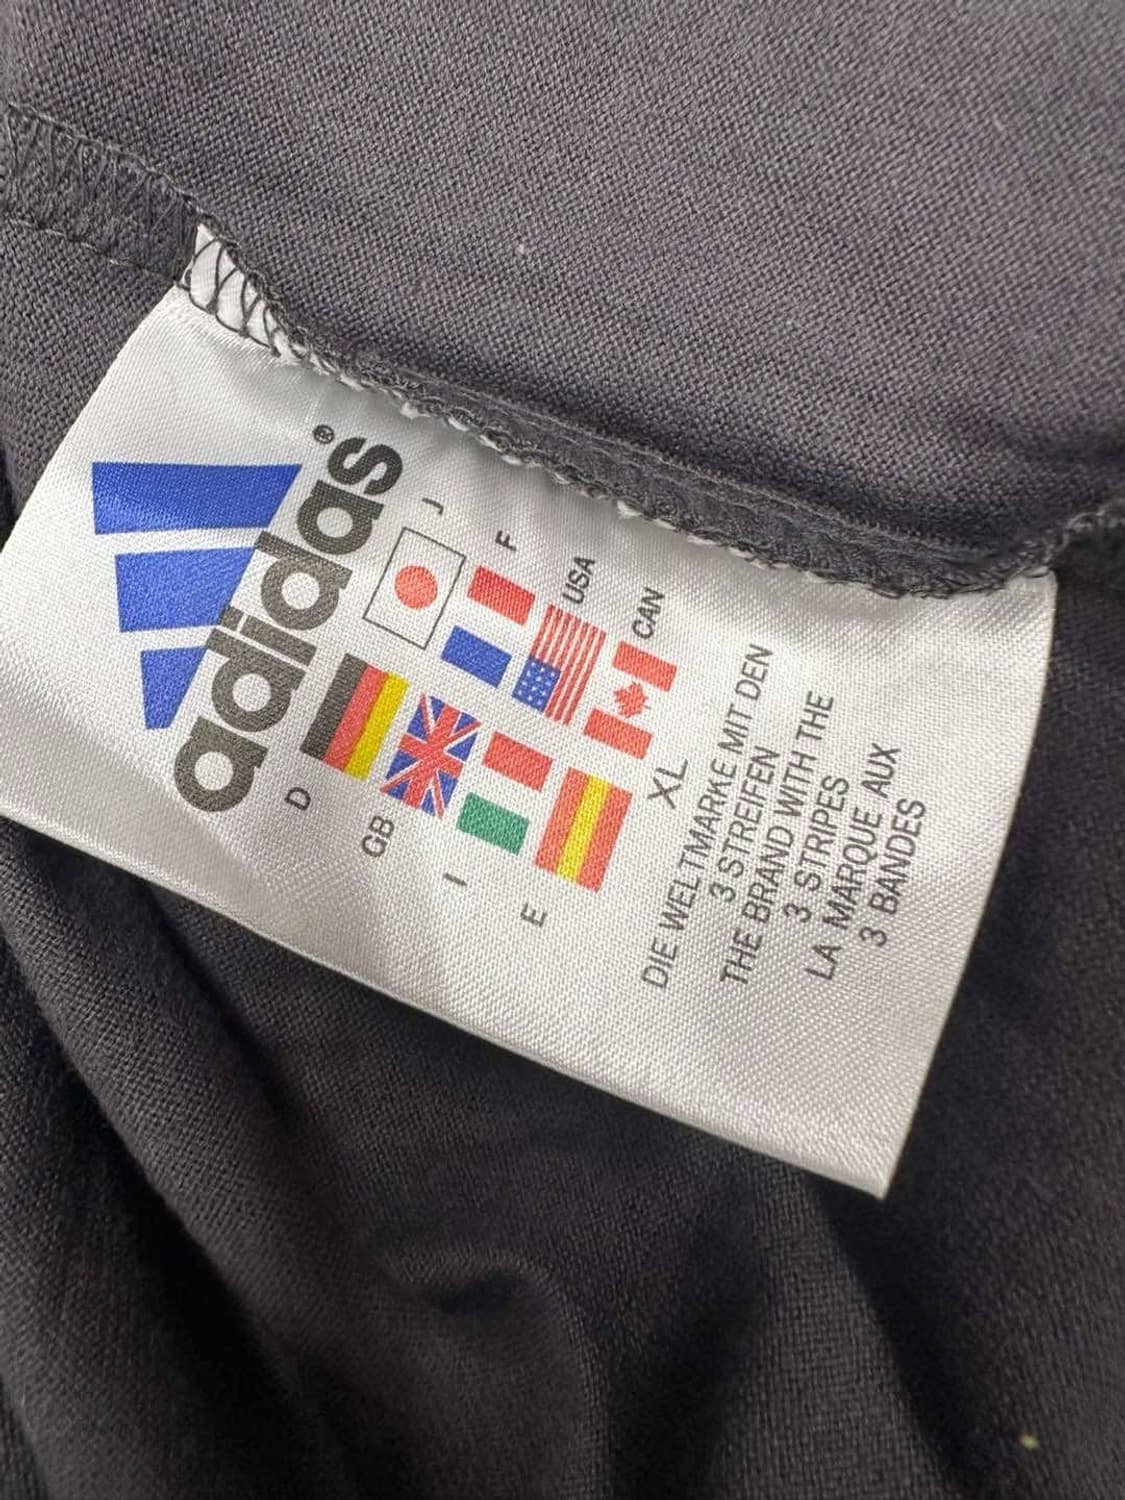 adidas®
J
F
USA
CAN
D
GB
I
E
XL
DIE WELTMARKE MIT DEN
3 STREIFEN
THE BRAND WITH THE
3 STRIPES
LA MARQUE AUX
3 BANDES